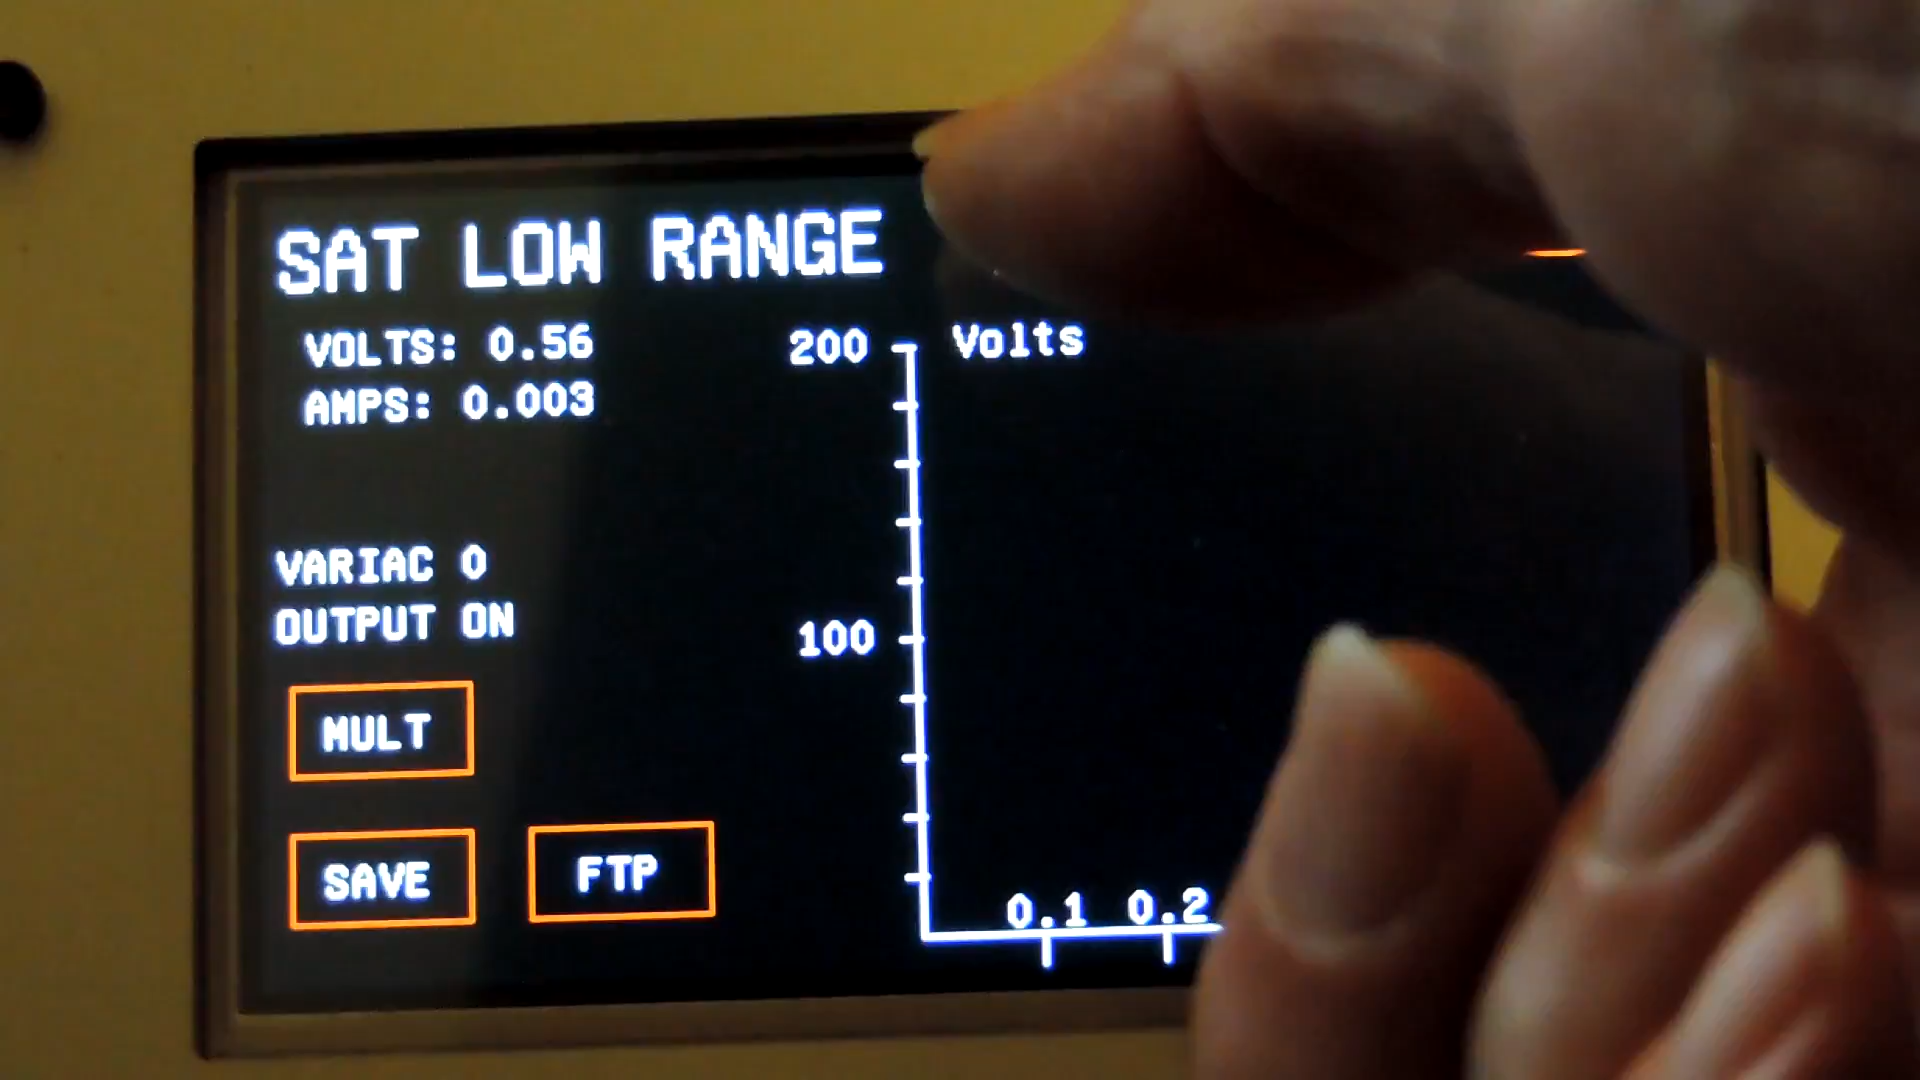 SAT LOW RANGE
VOLTS: 0.56
AMPS: 0.003
VARIAC 0
OUTPUT ON
MULT
SAVE
FTP
200
Volts
100
0.1 0.2